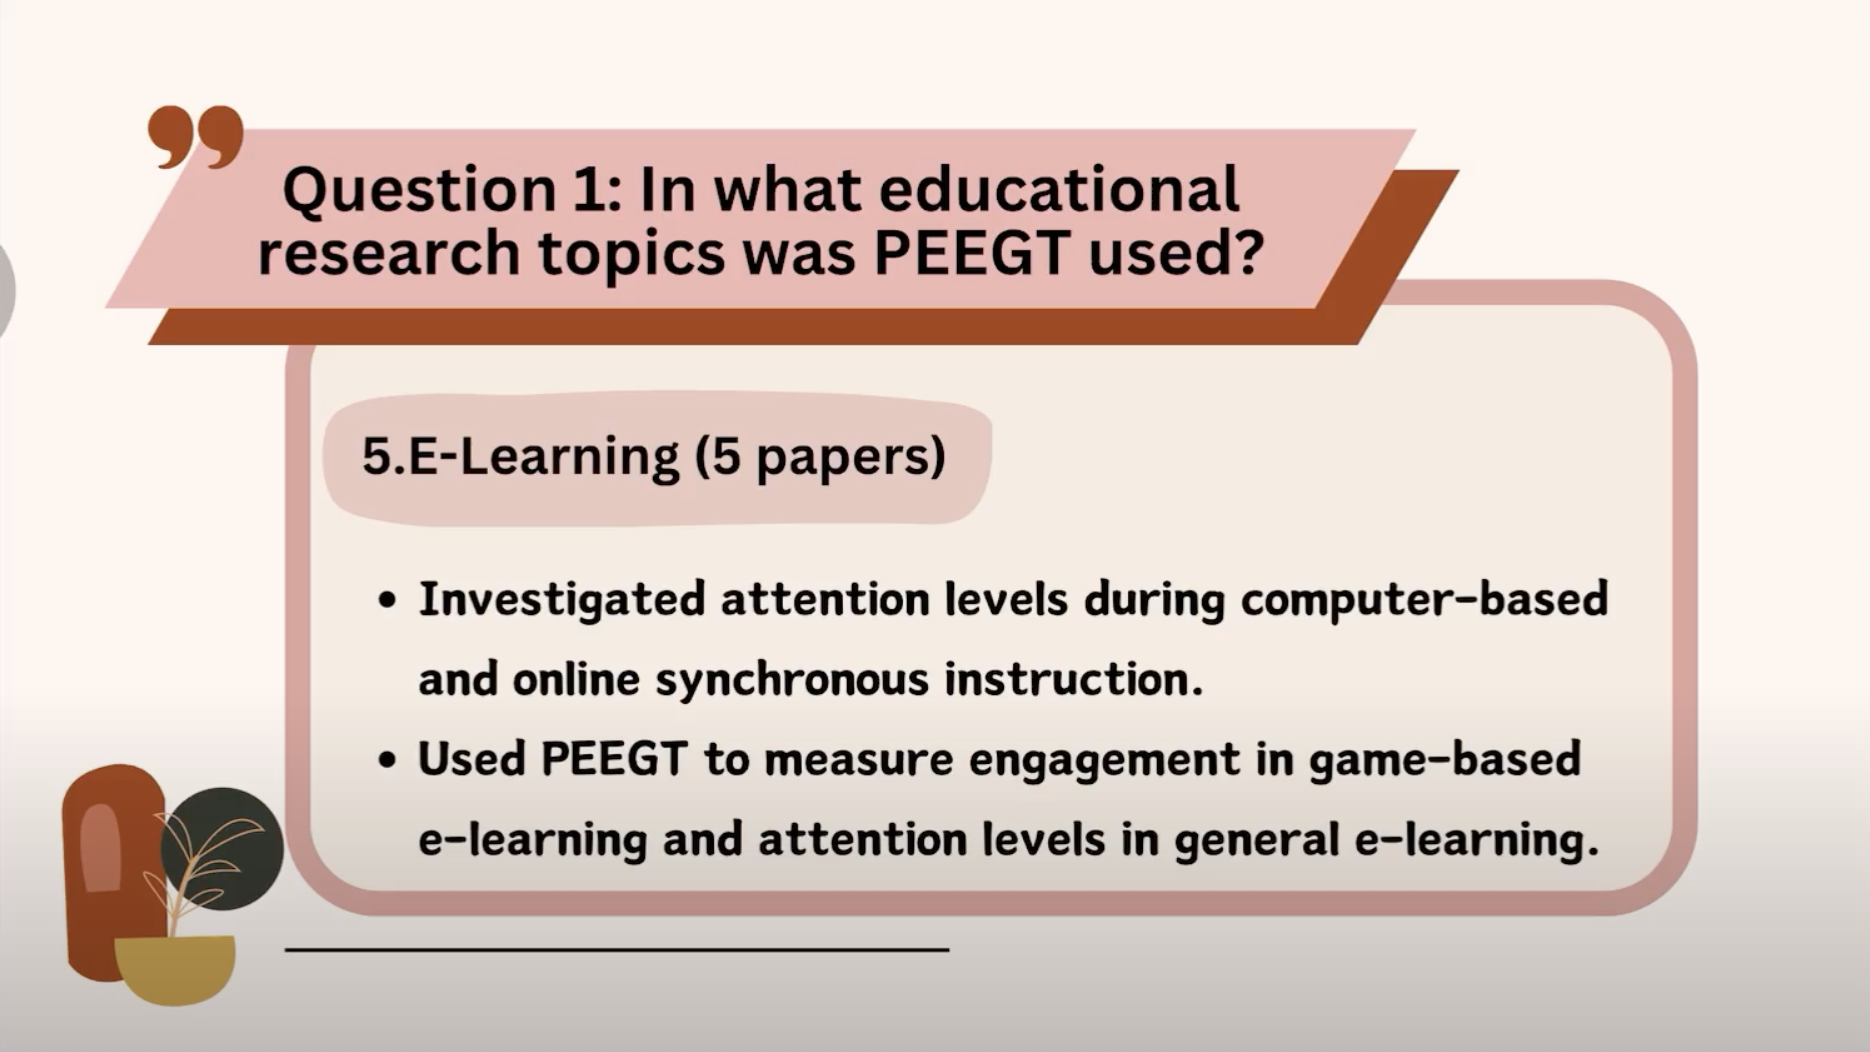 Question 1: In what educational
research topics was PEEGT used?
5.E-Learning (5 papers)
• Investigated attention levels during computer-based
and online synchronous instruction.
• Used PEEGT to measure engagement in game-based
e-learning and attention levels in general e-learning.